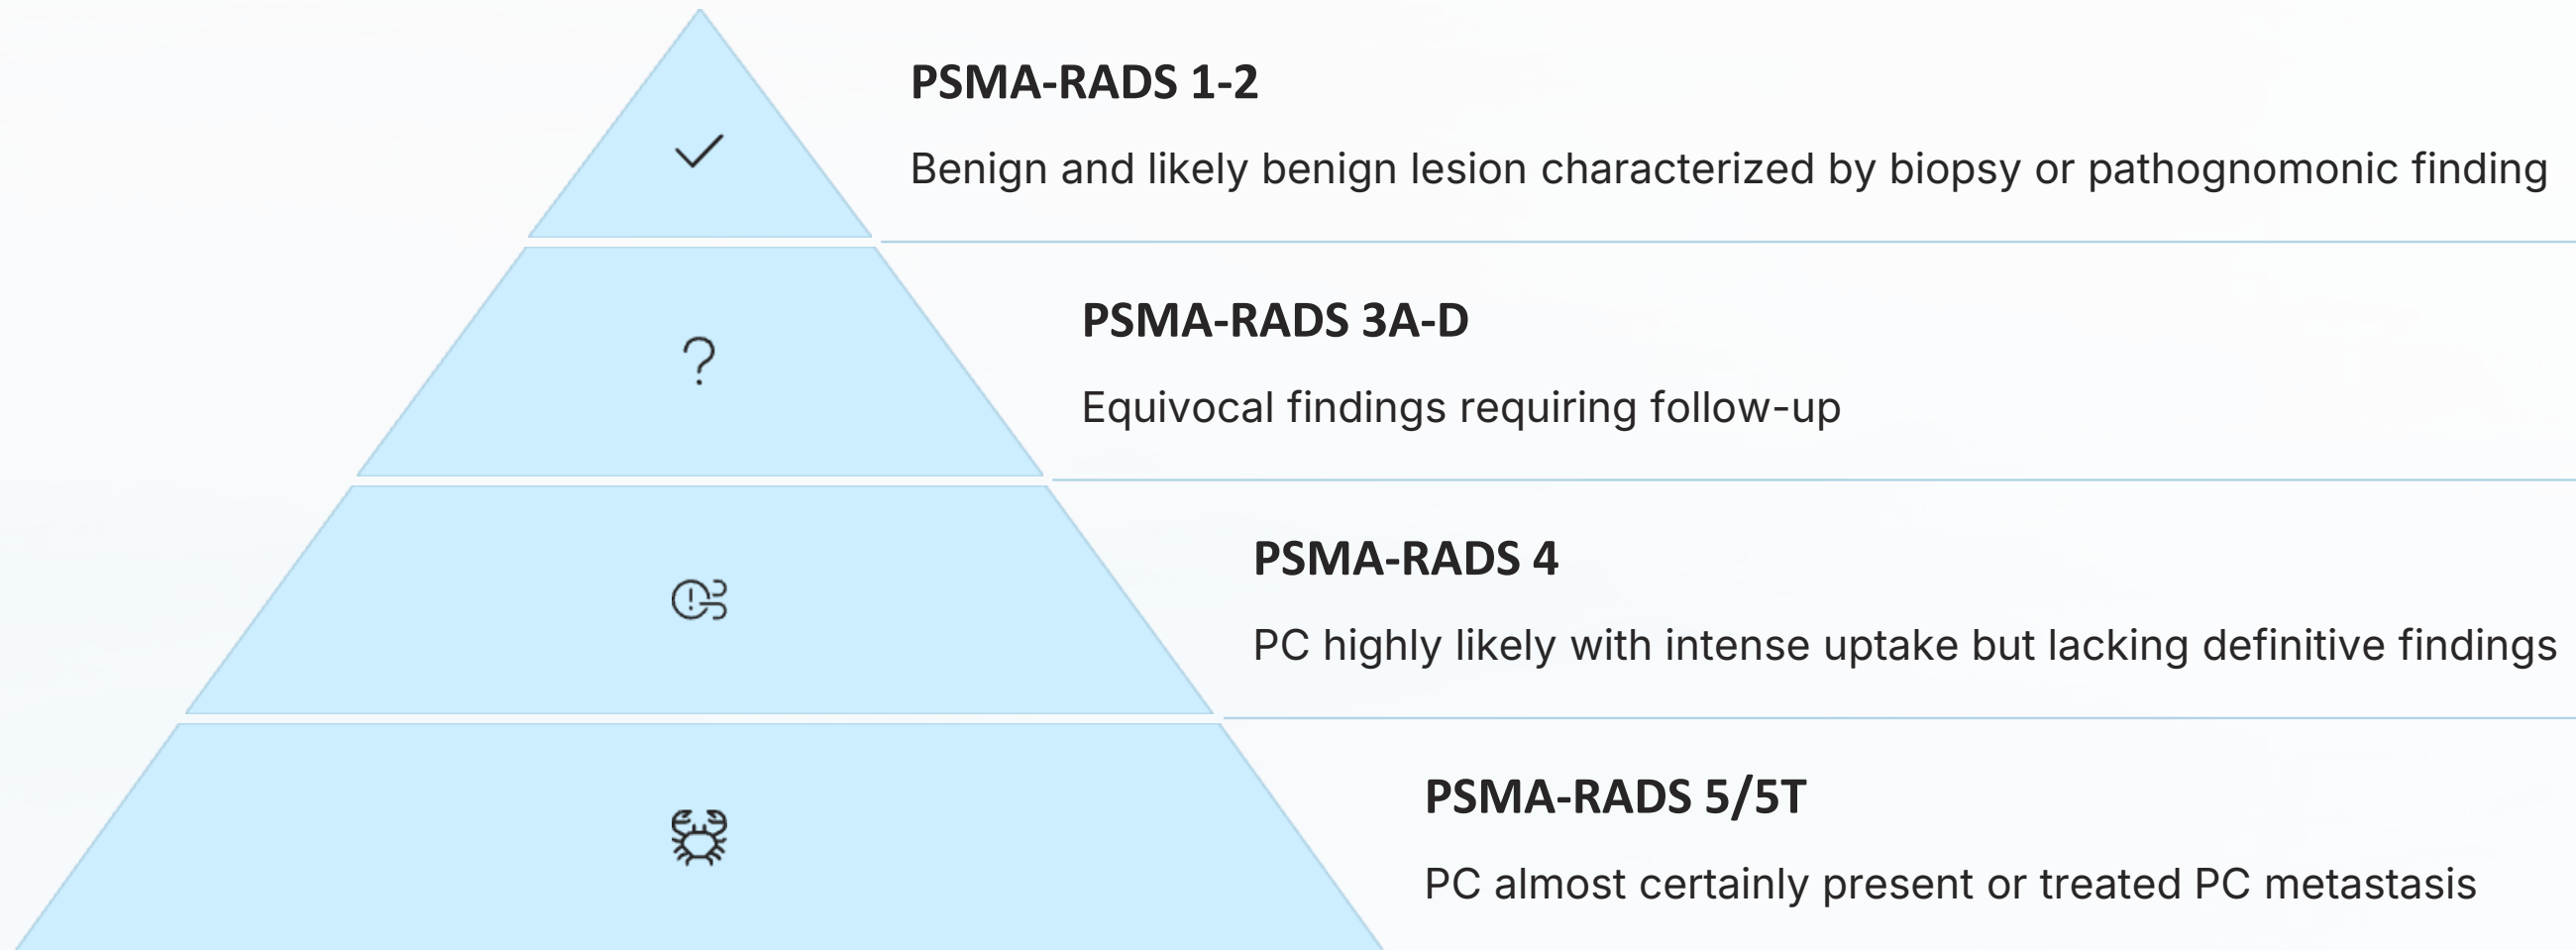 PSMA-RADS 1-2
Benign and likely benign lesion characterized by biopsy or pathognomonic finding
PSMA-RADS 3A-D
Equivocal findings requiring follow-up
PSMA-RADS 4
PC highly likely with intense uptake but lacking definitive findings
PSMA-RADS 5/5T
PC almost certainly present or treated PC metastasis